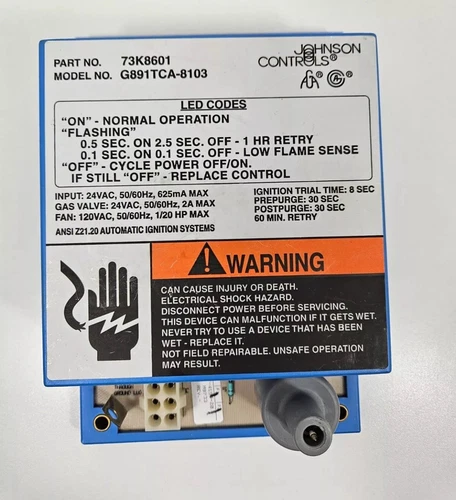 PART NO. 73K8601
MODEL NO. G891TCA-8103
JOHNSON
CONTROLS®
LED CODES
"ON" - NORMAL OPERATION
"FLASHING"
0.5 SEC. ON 2.5 SEC. OFF - 1 HR RETRY
0.1 SEC. ON 0.1 SEC. OFF - LOW FLAME SENSE
"OFF" - CYCLE POWER OFF/ON.
IF STILL "OFF" - REPLACE CONTROL
INPUT: 24VAC, 50/60Hz, 625mA MAX
GAS VALVE: 24VAC, 50/60Hz, 2A MAX
FAN: 120VAC, 50/60Hz, 1/20 HP MAX
ANSI Z21.20 AUTOMATIC IGNITION SYSTEMS
IGNITION TRIAL TIME: 8 SEC
PREPURGE: 30 SEC
POSTPURGE: 30 SEC
60 MIN. RETRY
WARNING
CAN CAUSE INJURY OR DEATH.
ELECTRICAL SHOCK HAZARD.
DISCONNECT POWER BEFORE SERVICING.
THIS DEVICE CAN MALFUNCTION IF IT GETS WET.
NEVER TRY TO USE A DEVICE THAT HAS BEEN
WET - REPLACE IT.
NOT FIELD REPAIRABLE. UNSAFE OPERATION
MAY RESULT.